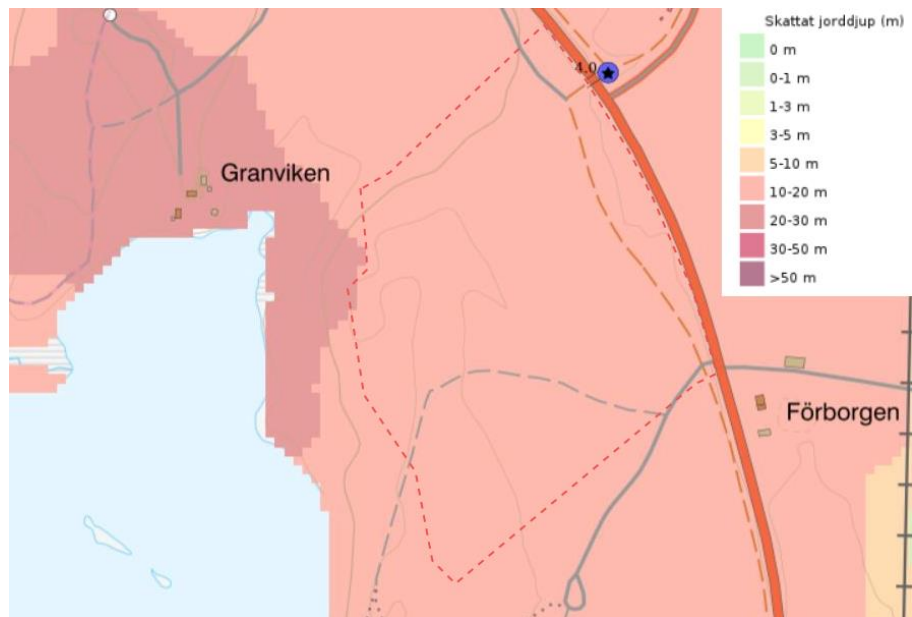 Skattat jorddjup (m)
0 m
0-1 m
1-3 m
3-5 m
5-10 m
10-20 m
20-30 m
30-50 m
>50 m
4.0
Granviken
Förborgen